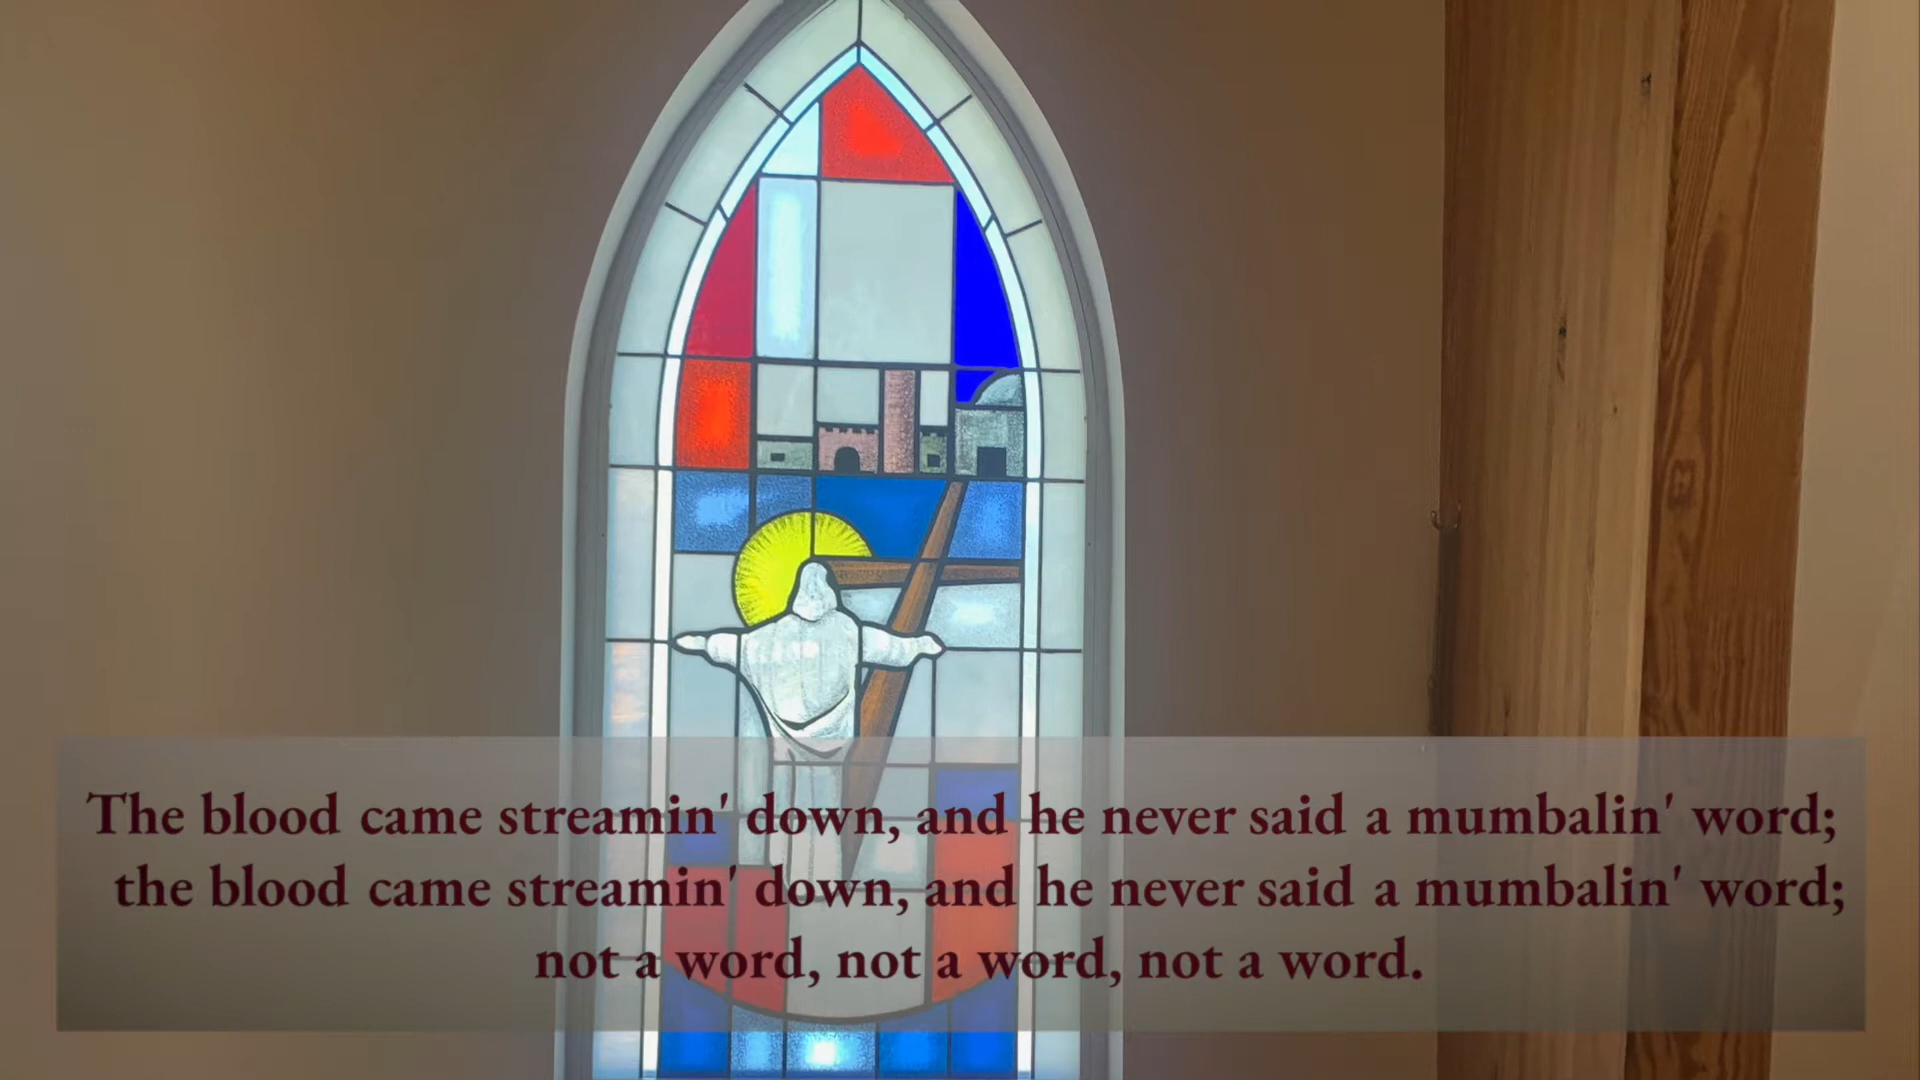 The blood came streamin' down, and he never said a mumbalin' word;
the blood came streamin' down, and he never said a mumbalin' word;
not a word, not a word, not a word.